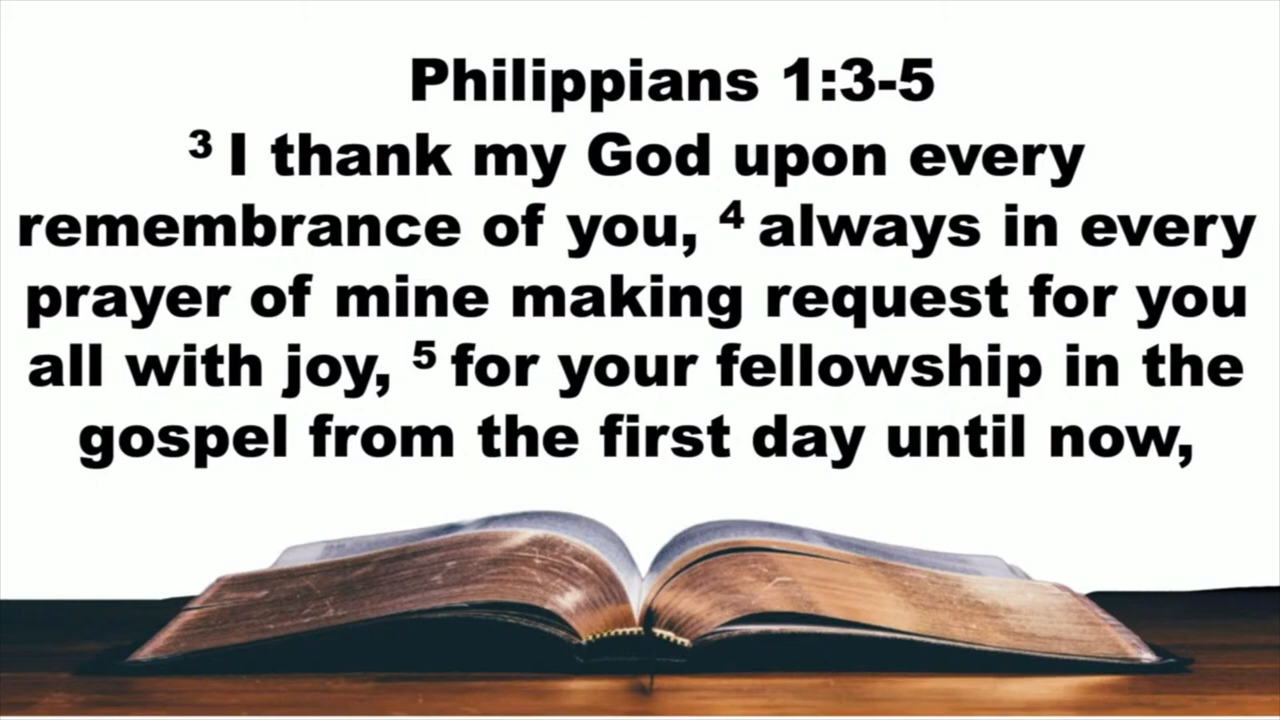 Philippians 1:3-5
³ I thank my God upon every
remembrance of you, ⁴ always in every
prayer of mine making request for you
all with joy, ⁵ for your fellowship in the
gospel from the first day until now,